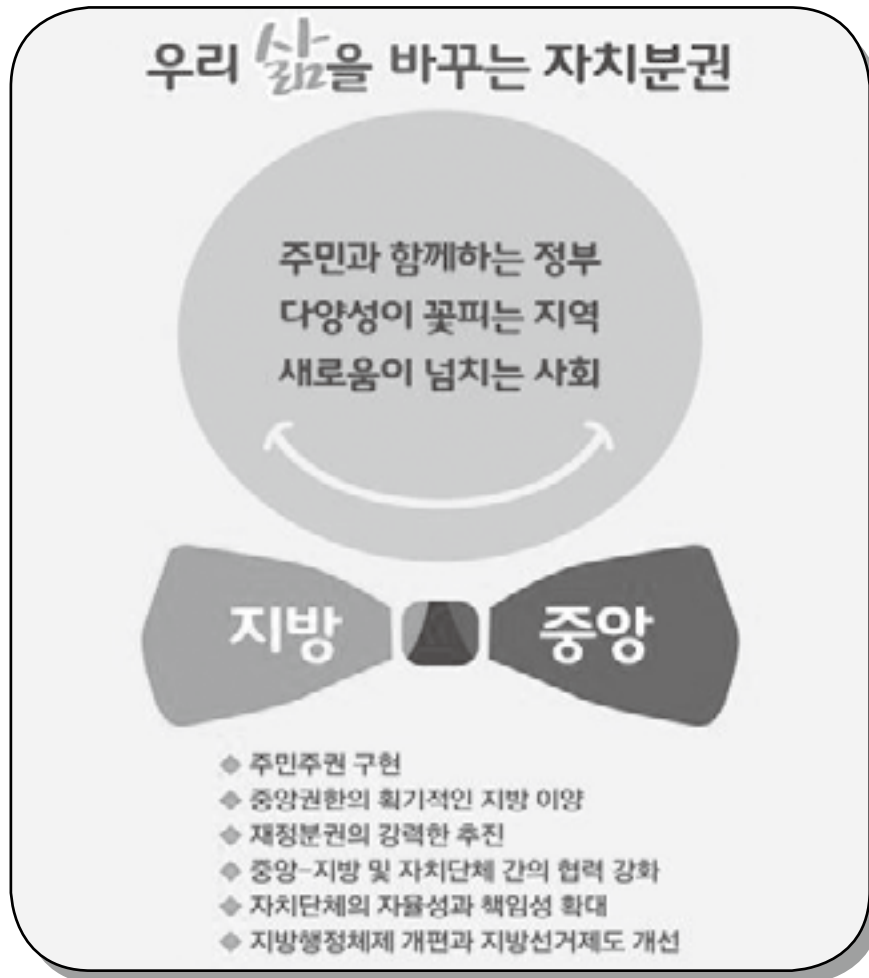 우리 삶을 바꾸는 자치분권
주민과 함께하는 정부
다양성이 꽃피는 지역
새로움이 넘치는 사회
지방 중앙
◆ 주민주권 구현
◆ 중앙권한의 획기적인 지방 이양
◆ 재정분권의 강력한 추진
◆ 중앙-지방 및 자치단체 간의 협력 강화
◆ 자치단체의 자율성과 책임성 확대
◆ 지방행정체제 개편과 지방선거제도 개선